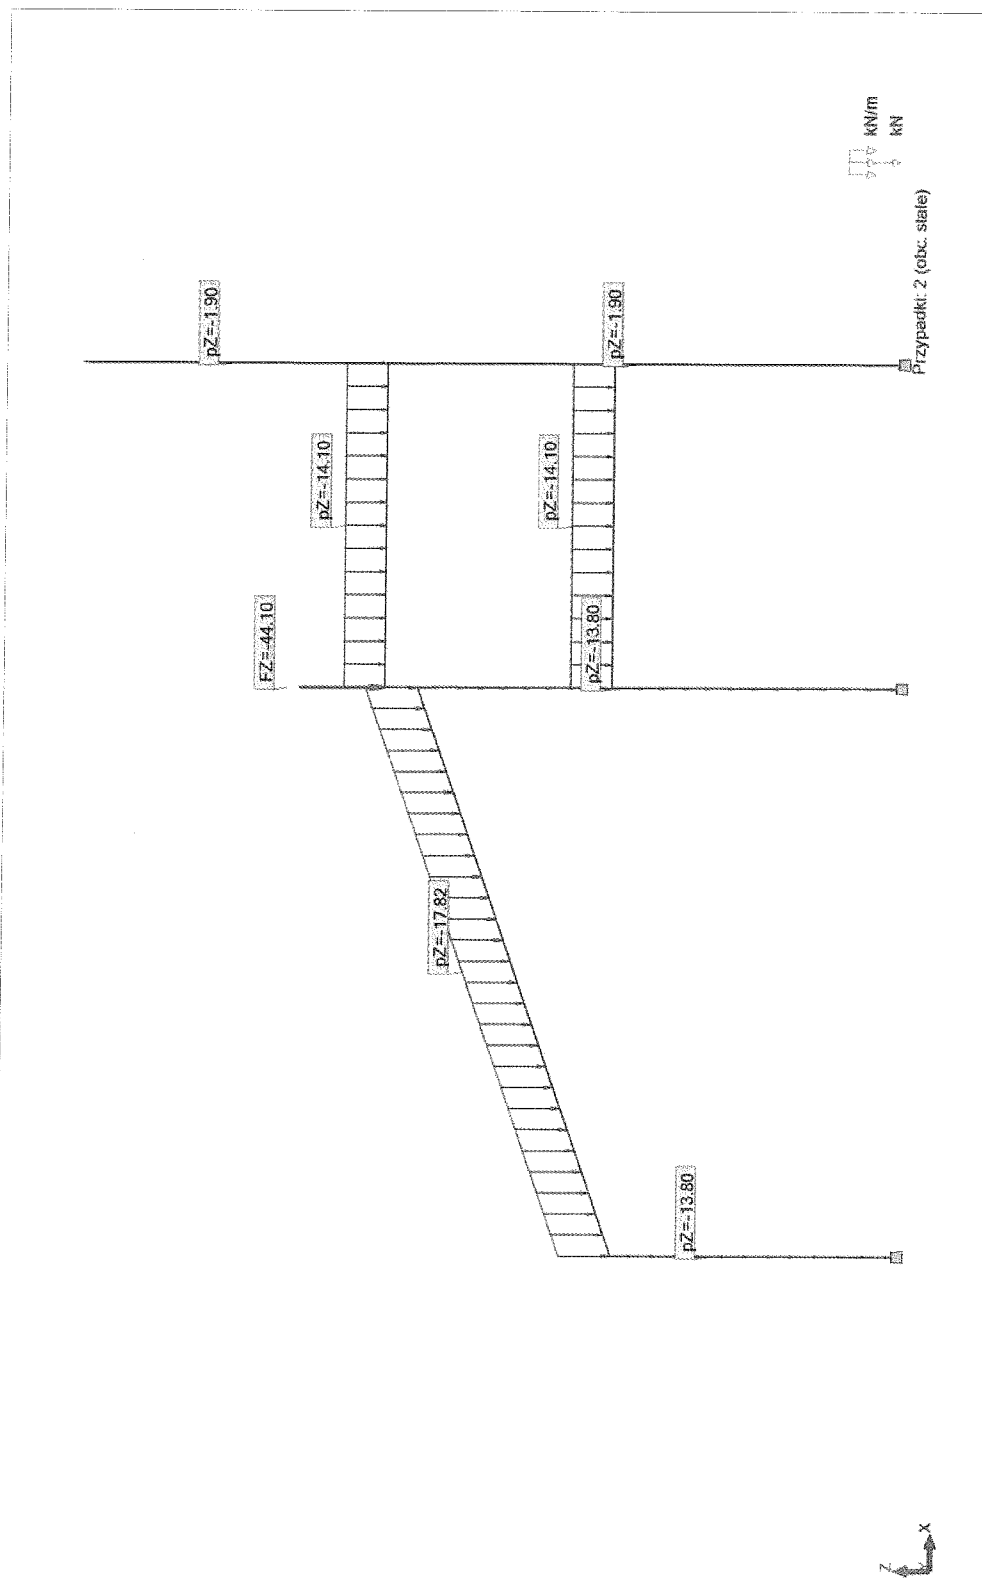 pZ=-1.90
pZ=-14.10
FZ=-44.10
pZ=-14.10
pZ=-1.90
pZ=-13.80
pZ=-17.82
pZ=-13.80
kN/m
kN
Przypadki: 2 (obc. stałe)
Z
X